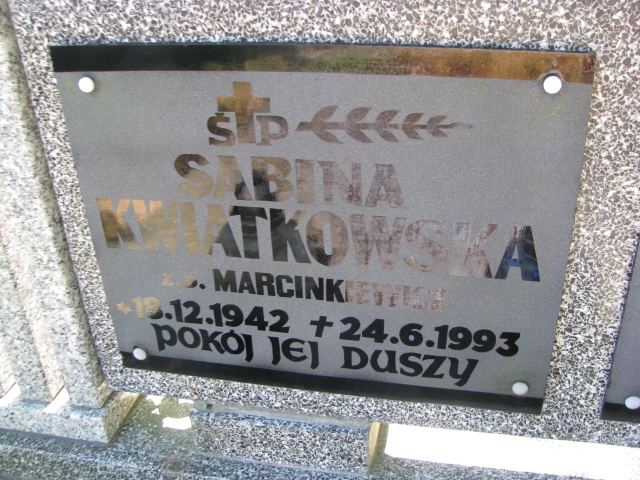 ŚP
SABINA
KWIATKOWSKA
Z.D. MARCINKIEWICZ
* 18.12.1942 + 24.6.1993
POKÓJ JEJ DUSZY